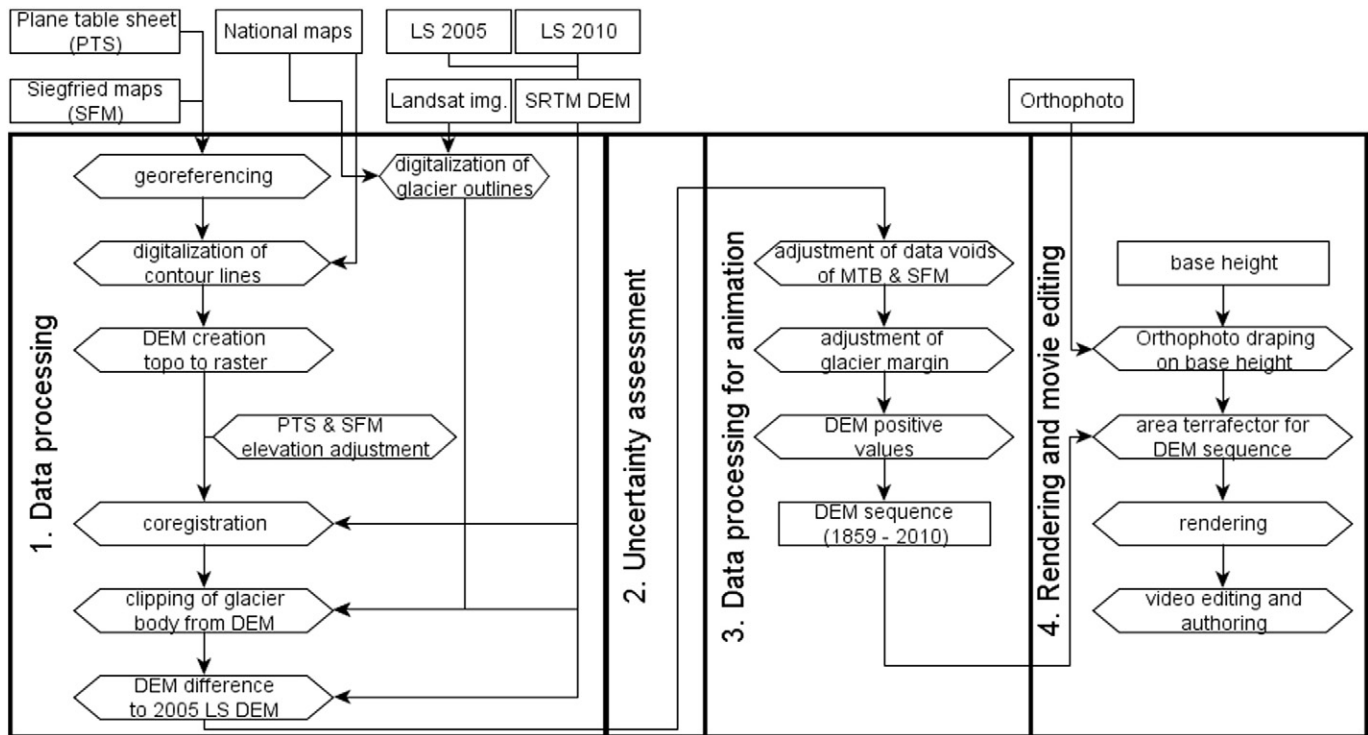 Plane table sheet
(PTS)
National maps
LS 2005
LS 2010
Siegfried maps
(SFM)
Landsat img.
SRTM DEM
Orthophoto
1. Data processing
georeferencing
digitalization of
glacier outlines
digitalization of
contour lines
DEM creation
topo to raster
PTS & SFM
elevation adjustment
coregistration
clipping of glacier
body from DEM
DEM difference
to 2005 LS DEM
2. Uncertainty assessment
3. Data processing for animation
adjustment of data voids
of MTB & SFM
adjustment of
glacier margin
DEM positive
values
DEM sequence
(1859 - 2010)
4. Rendering and movie editing
base height
Orthophoto draping
on base height
area terrafector for
DEM sequence
rendering
video editing and
authoring